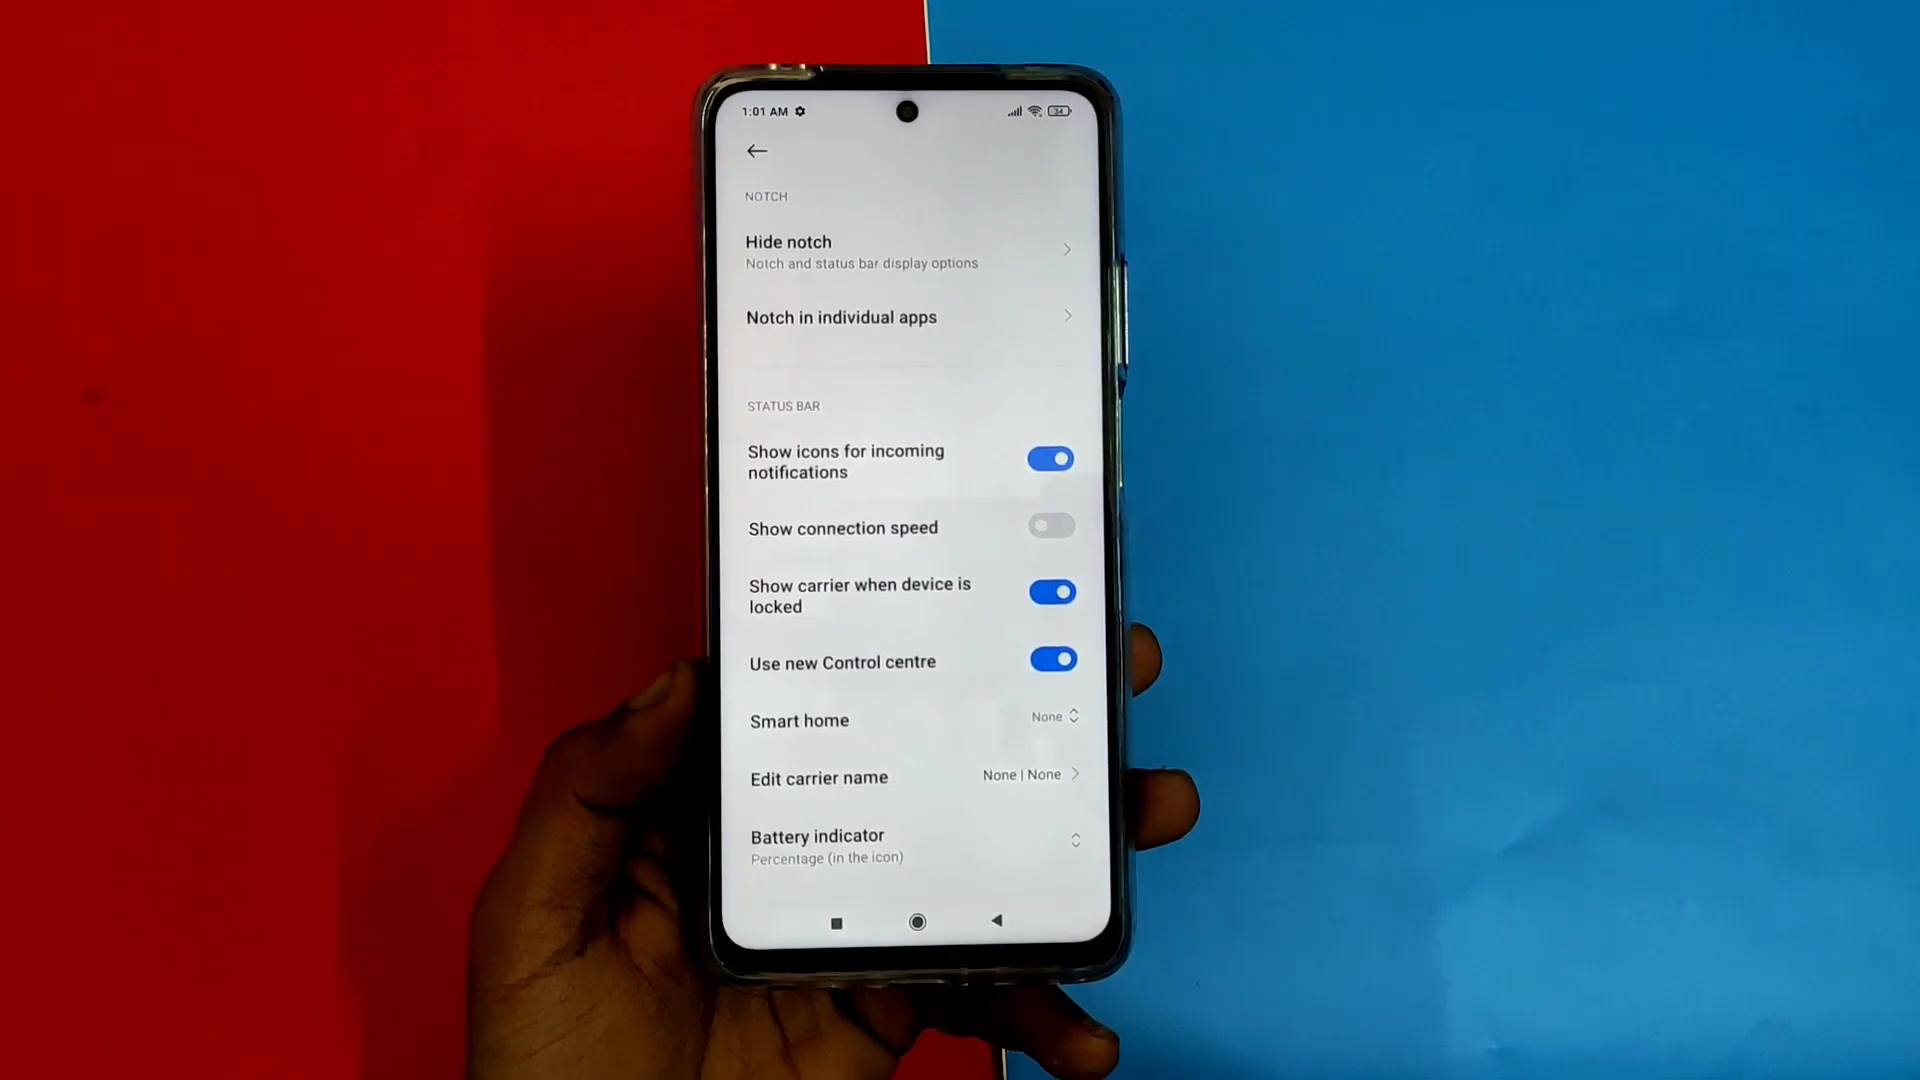 1:01 AM
34
NOTCH
Hide notch
Notch and status bar display options
Notch in individual apps
STATUS BAR
Show icons for incoming
notifications
Show connection speed
Show carrier when device is
locked
Use new Control centre
Smart home
None
Edit carrier name
None | None
Battery indicator
Percentage (in the icon)